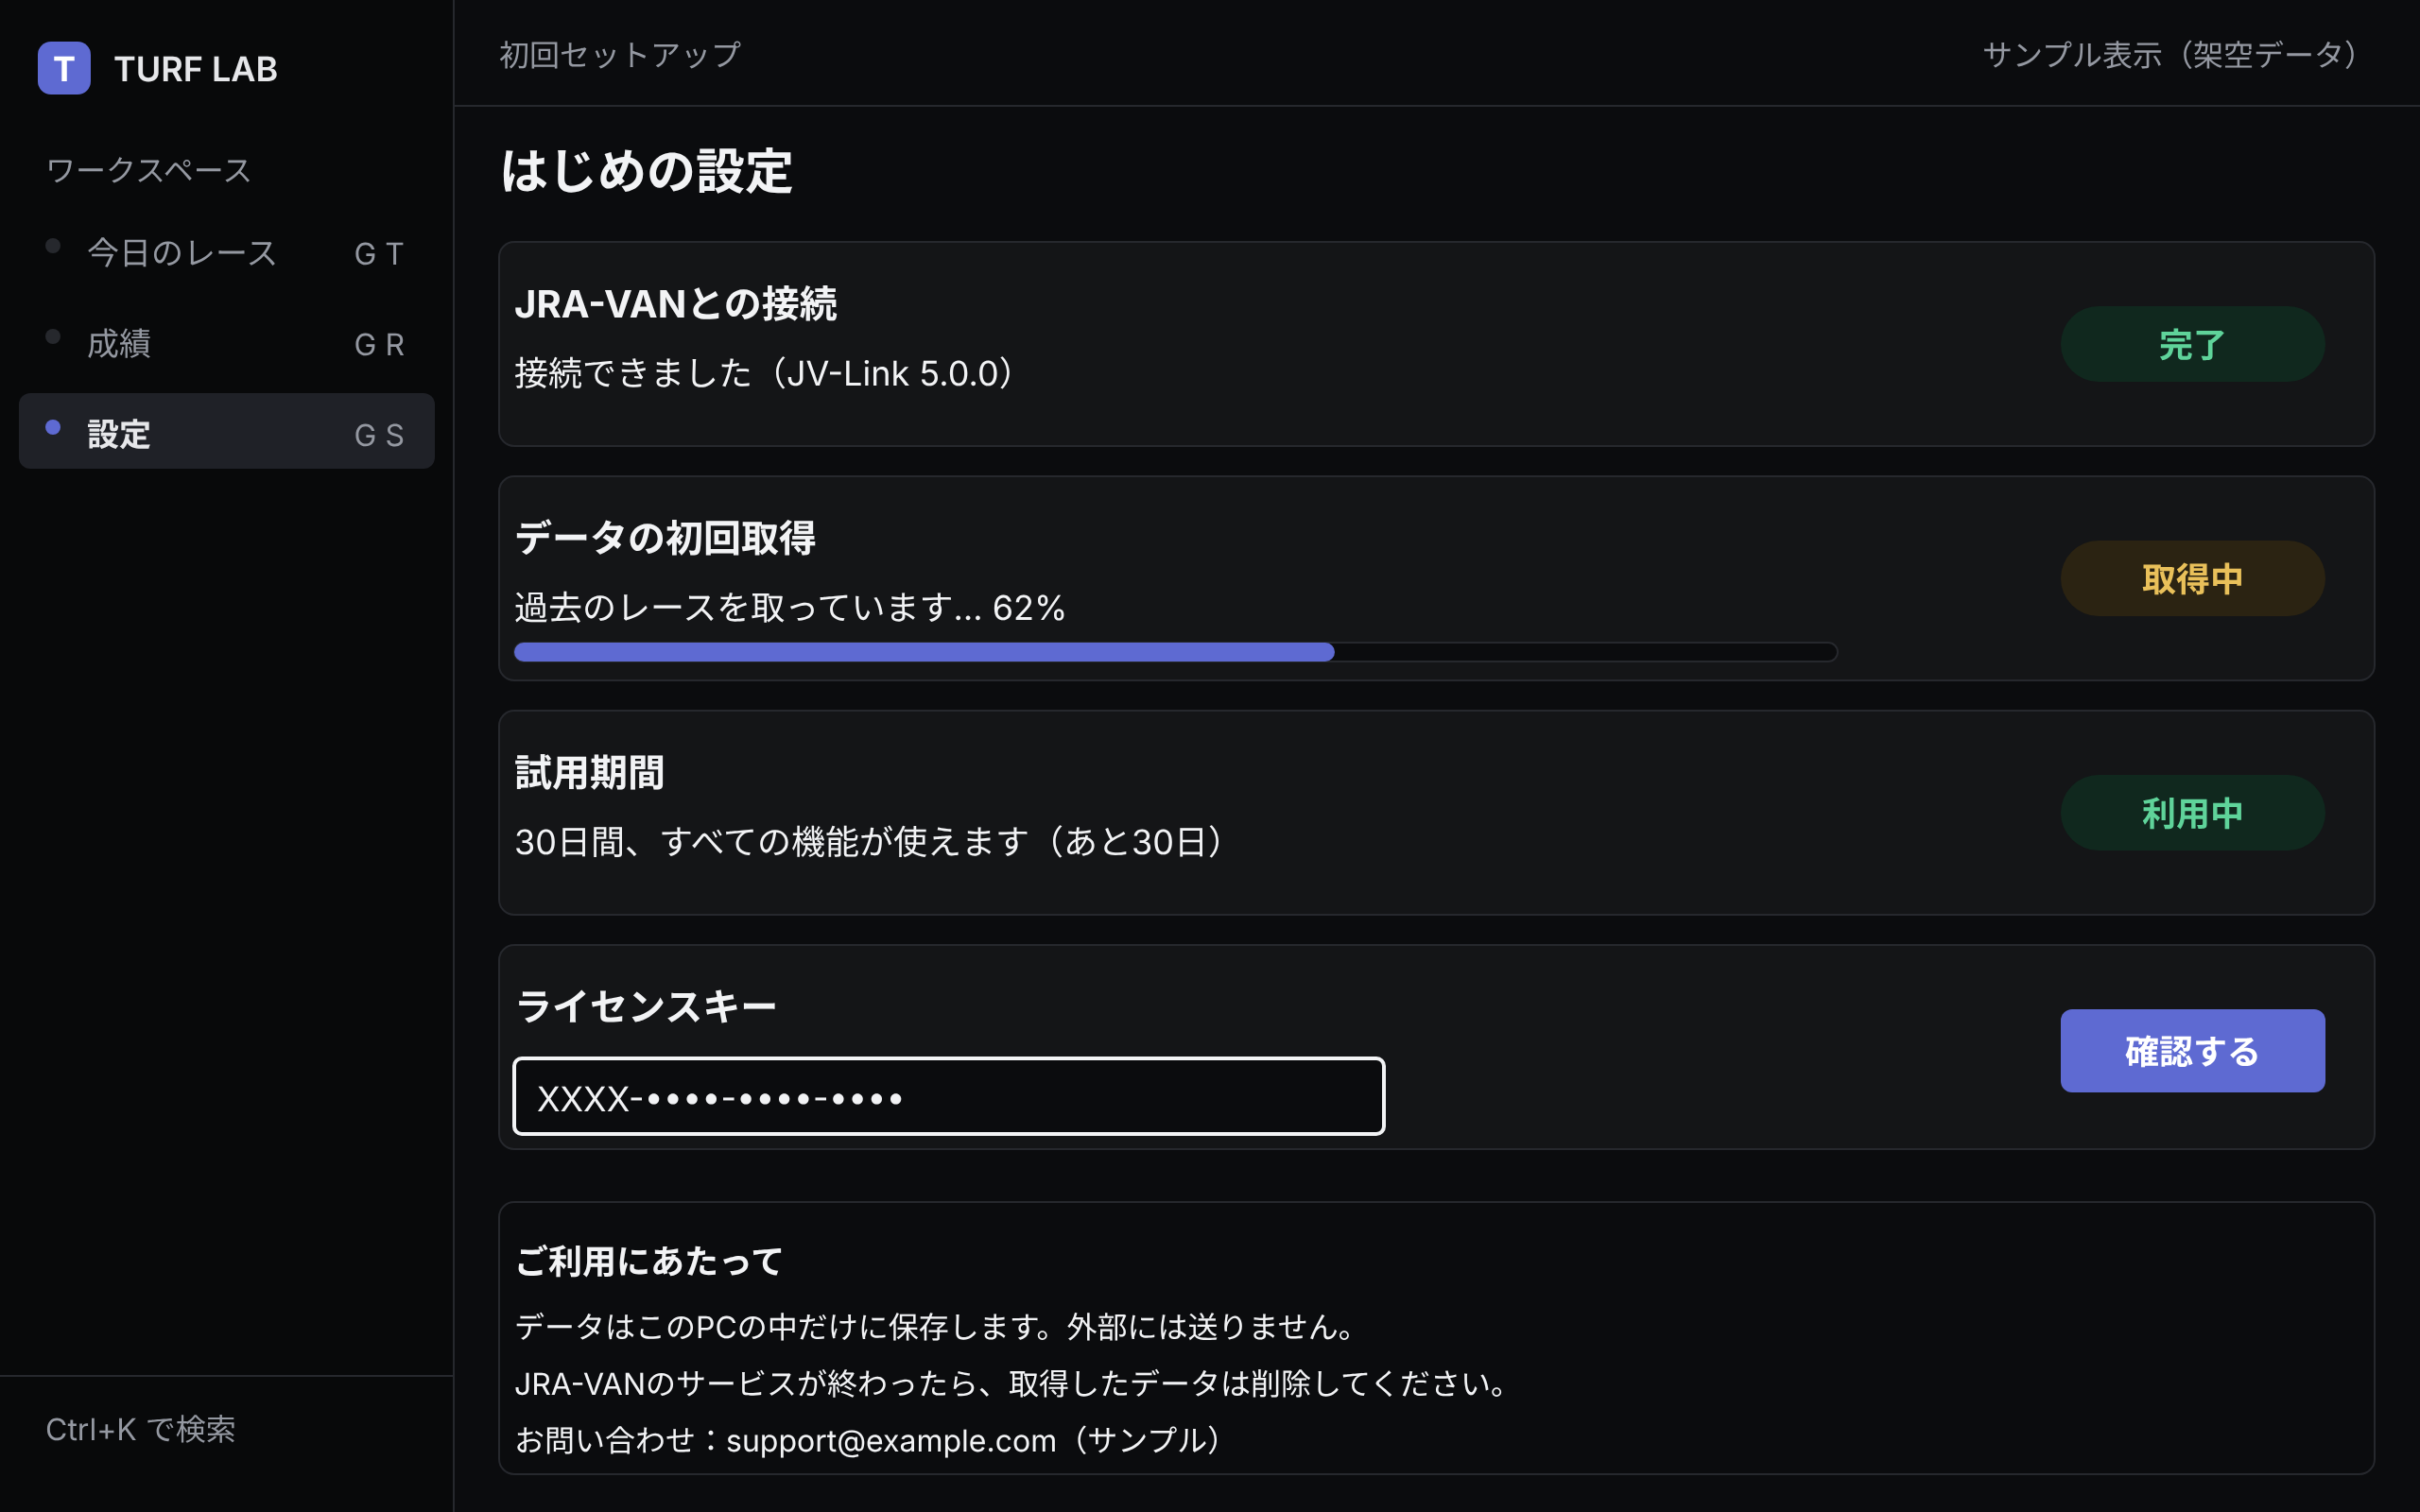 T TURF LAB
ワークスペース
今日のレース G T
成績 G R
設定 G S
Ctrl+K で検索
初回セットアップ
サンプル表示（架空データ）
はじめの設定
JRA-VANとの接続
接続できました（JV-Link 5.0.0）
完了
データの初回取得
過去のレースを取っています... 62%
取得中
試用期間
30日間、すべての機能が使えます（あと30日）
利用中
ライセンスキー
XXXX-••••-••••-••••
確認する
ご利用にあたって
データはこのPCの中だけに保存します。外部には送りません。
JRA-VANのサービスが終わったら、取得したデータは削除してください。
お問い合わせ：support@example.com（サンプル）